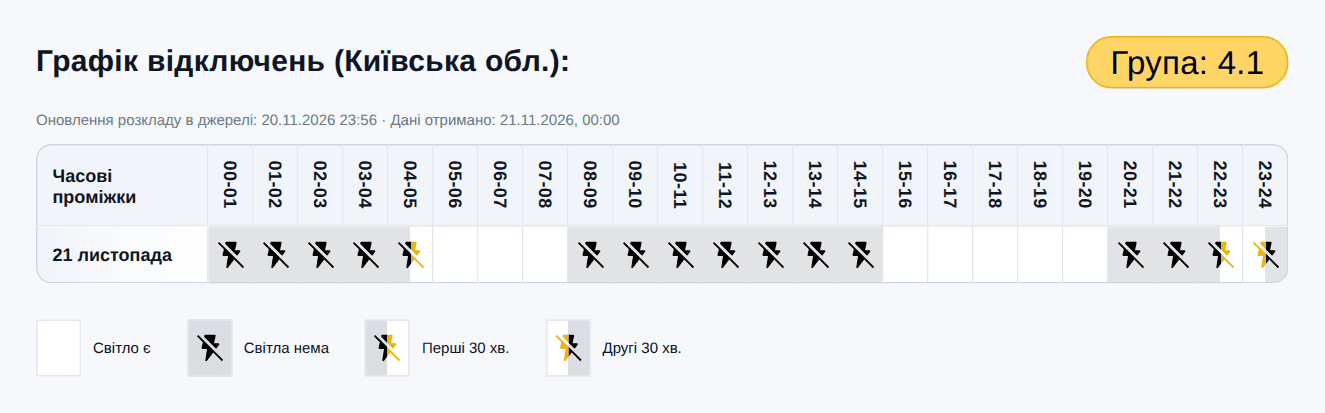 Графік відключень (Київська обл.):
Група: 4.1
Оновлення розкладу в джерелі: 20.11.2026 23:56 · Дані отримано: 21.11.2026, 00:00
Часові
проміжки
00-01
01-02
02-03
03-04
04-05
05-06
06-07
07-08
08-09
09-10
10-11
11-12
12-13
13-14
14-15
15-16
16-17
17-18
18-19
19-20
20-21
21-22
22-23
23-24
21 листопада
Світло є
Світла нема
Перші 30 хв.
Другі 30 хв.